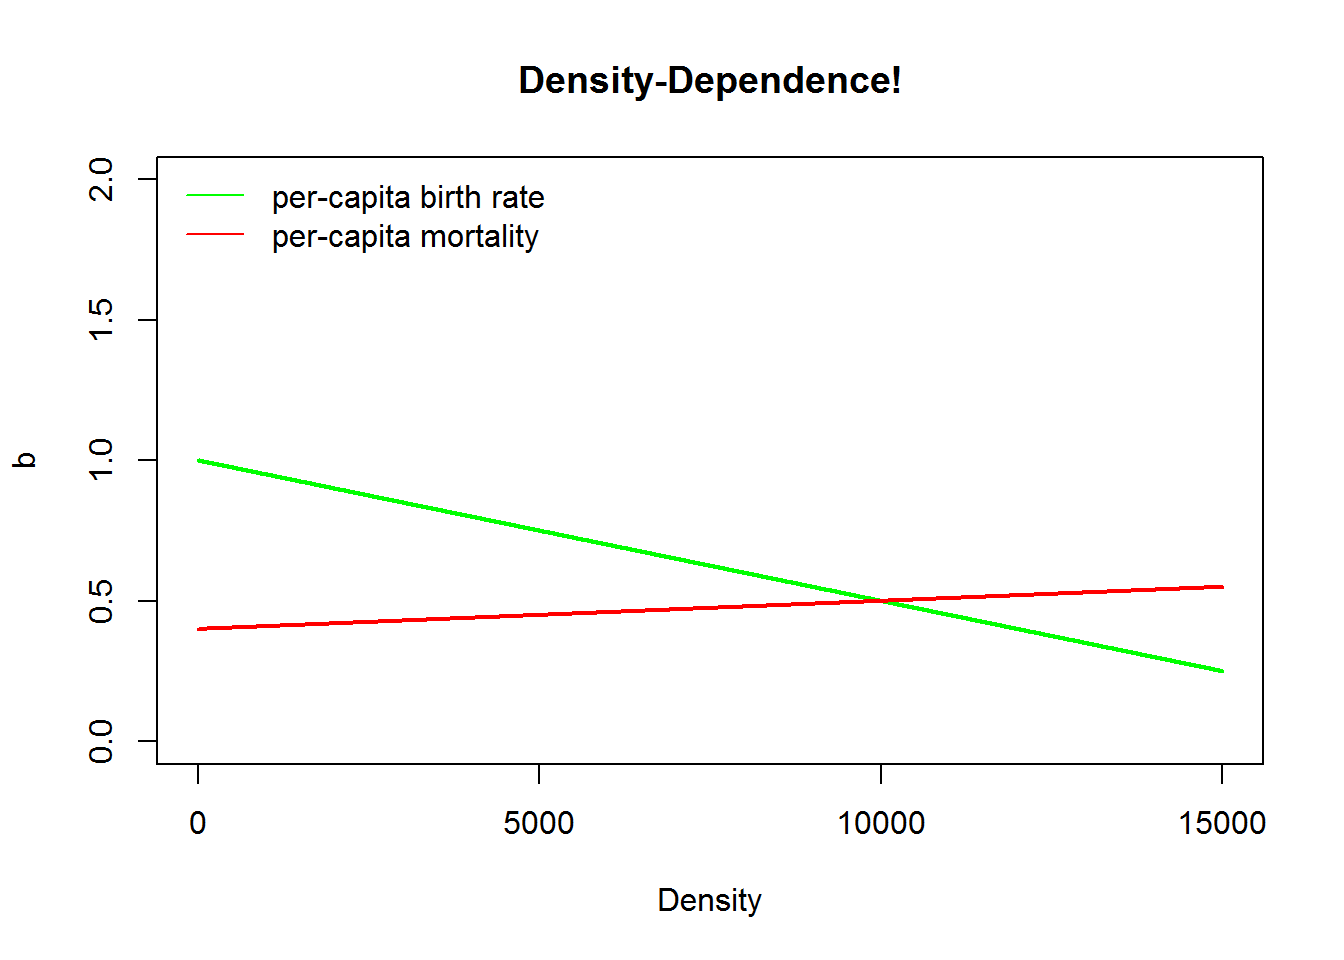 Density-Dependence!
per-capita birth rate
per-capita mortality
2.0
1.5
1.0
0.5
0.0
b
0 5000 10000 15000
Density